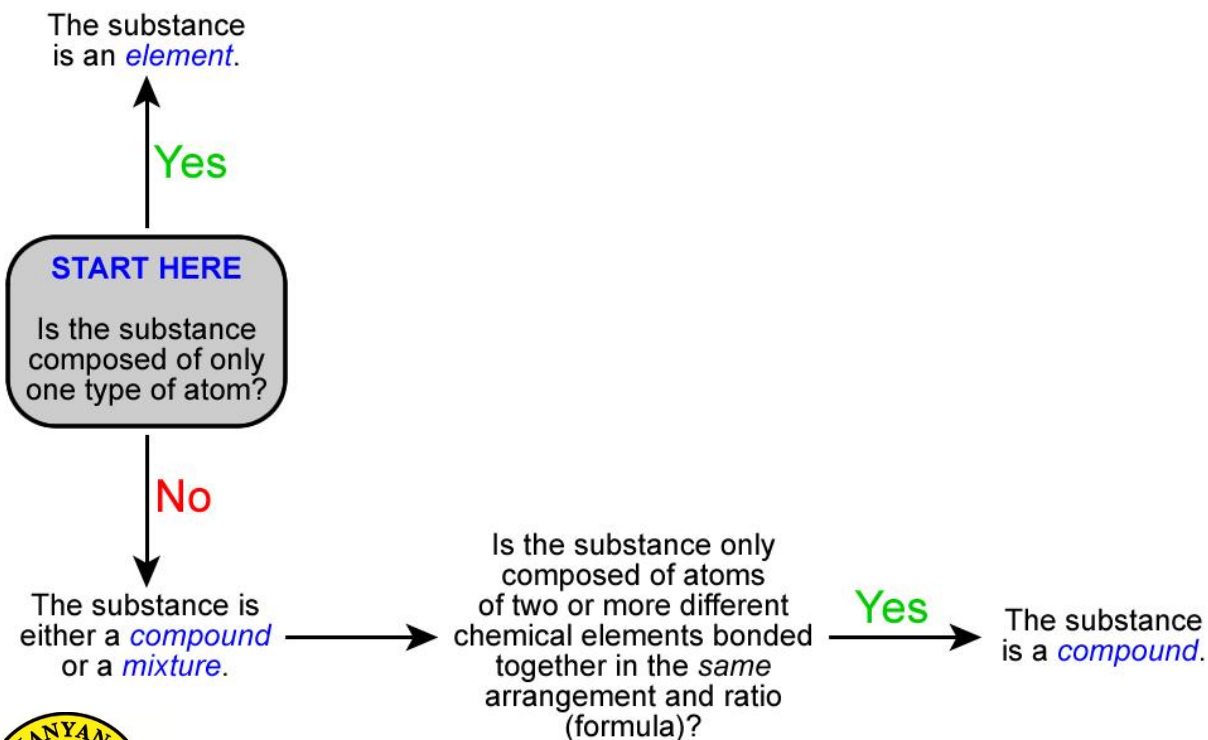 The substance
is an element.
Yes
START HERE
Is the substance
composed of only
one type of atom?
No
The substance is
either a compound
or a mixture.
Is the substance only
composed of atoms
of two or more different
chemical elements bonded
together in the same
arrangement and ratio
(formula)?
Yes
The substance
is a compound.